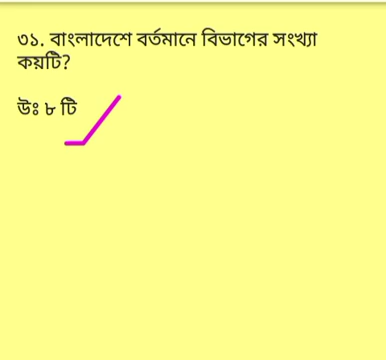 ৩১. বাংলাদেশে বর্তমানে বিভাগের সংখ্যা
কয়টি?
উঃ ৮ টি